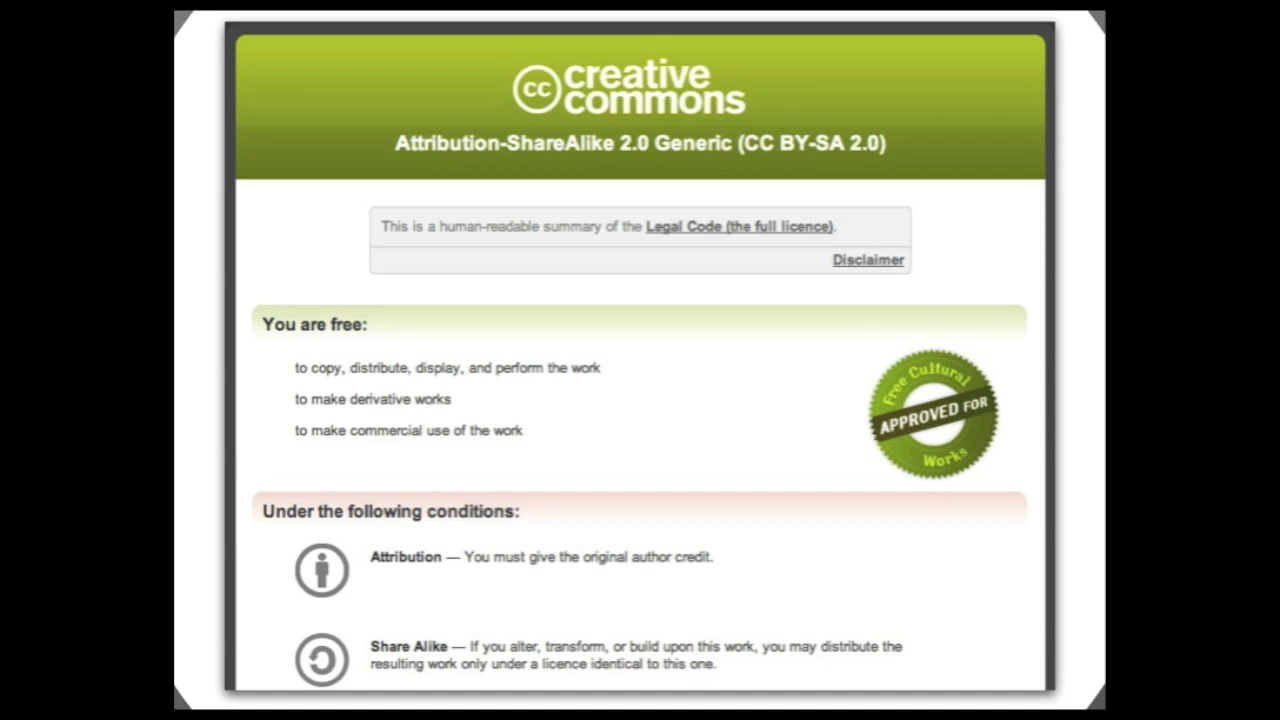 cc creative
commons
Attribution-ShareAlike 2.0 Generic (CC BY-SA 2.0)
This is a human-readable summary of the Legal Code (the full licence).
Disclaimer
You are free:
to copy, distribute, display, and perform the work
to make derivative works
to make commercial use of the work
Free Cultural
APPROVED FOR
Works
Under the following conditions:
Attribution — You must give the original author credit.
Share Alike — If you alter, transform, or build upon this work, you may distribute the
resulting work only under a licence identical to this one.